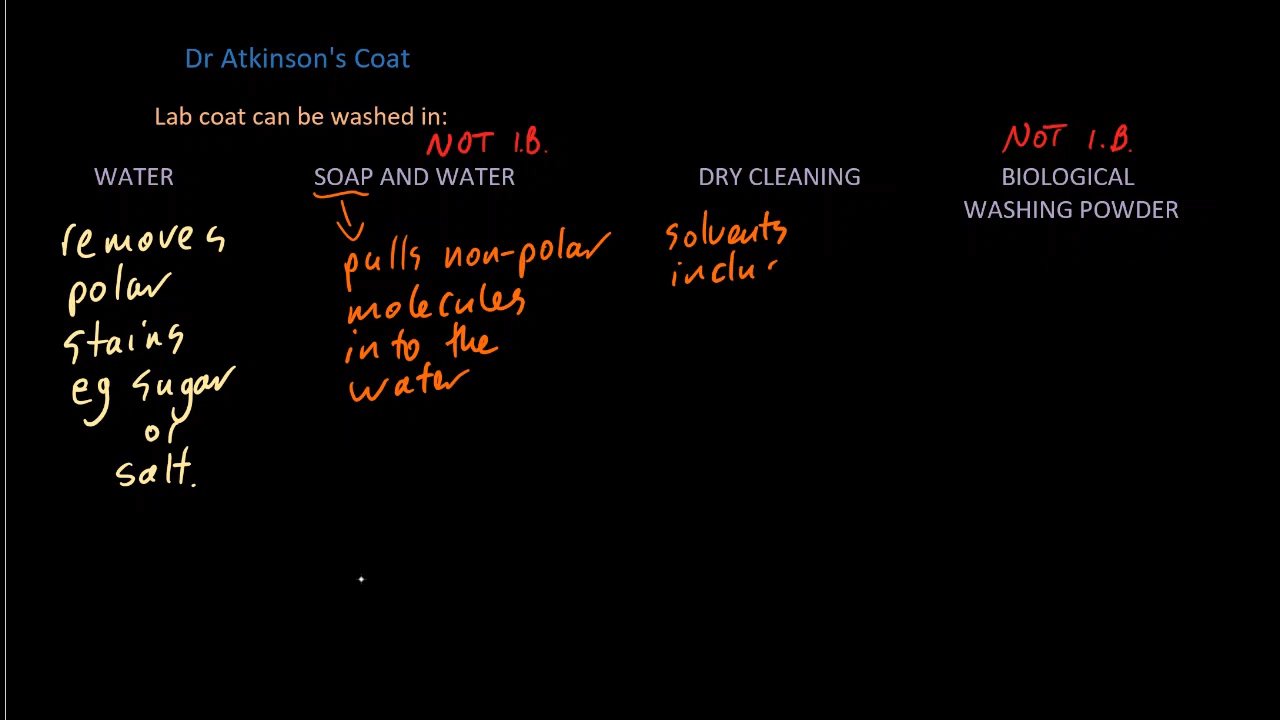 Dr Atkinson's Coat
Lab coat can be washed in:
NOT I.B.
NOT I.B.
WATER
SOAP AND WATER
DRY CLEANING
BIOLOGICAL
WASHING POWDER
removes
polar
stains
eg sugar
or
salt.
pulls non-polar
molecules
into the
water
solvents
inclu